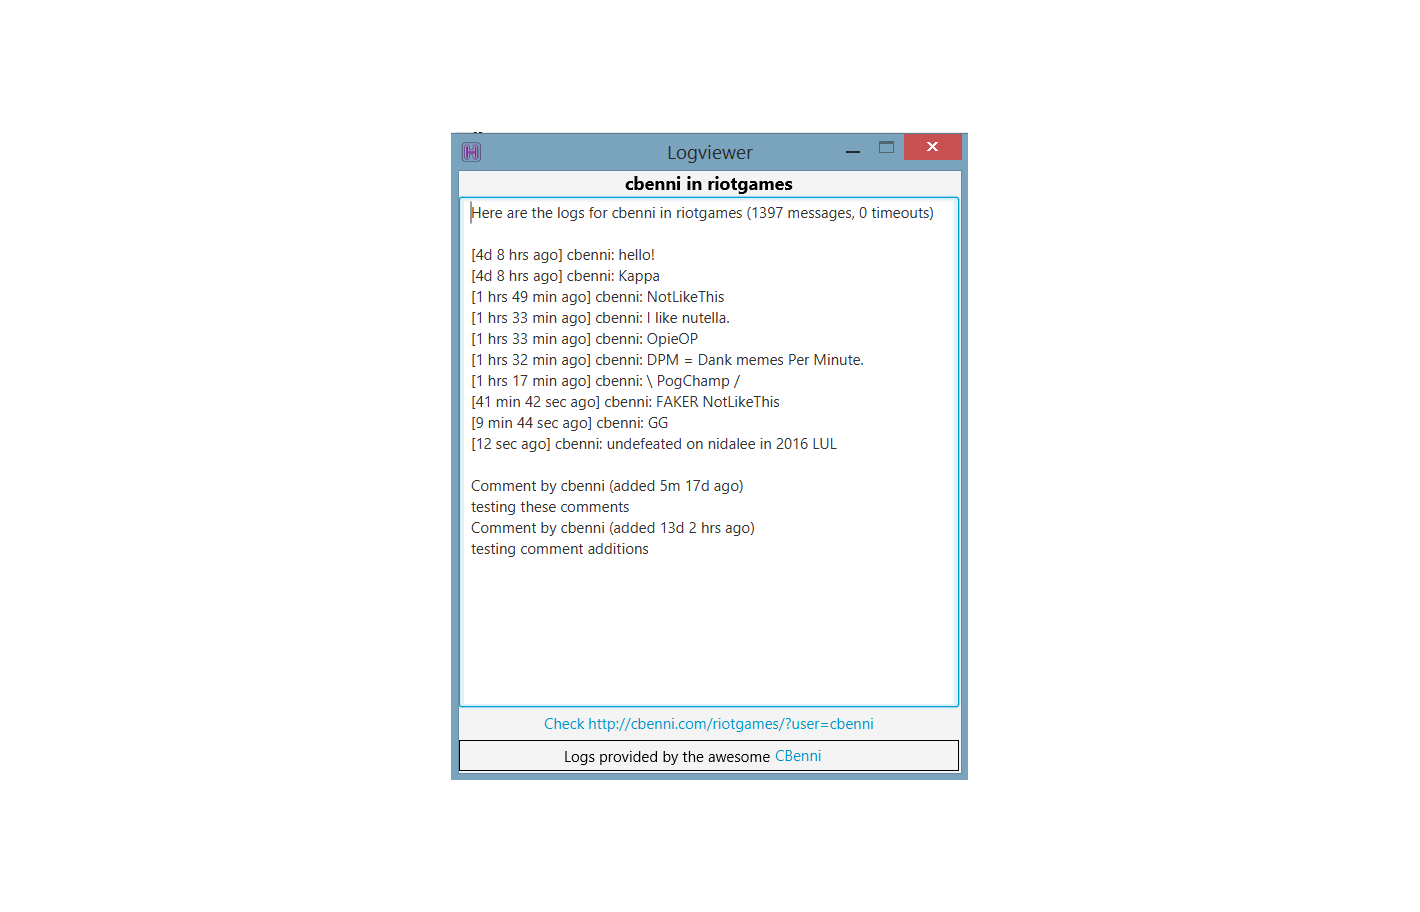 Logviewer
cbenni in riotgames
Here are the logs for cbenni in riotgames (1397 messages, 0 timeouts)
[4d 8 hrs ago] cbenni: hello!
[4d 8 hrs ago] cbenni: Kappa
[1 hrs 49 min ago] cbenni: NotLikeThis
[1 hrs 33 min ago] cbenni: I like nutella.
[1 hrs 33 min ago] cbenni: OpieOP
[1 hrs 32 min ago] cbenni: DPM = Dank memes Per Minute.
[1 hrs 17 min ago] cbenni: \ PogChamp /
[41 min 42 sec ago] cbenni: FAKER NotLikeThis
[9 min 44 sec ago] cbenni: GG
[12 sec ago] cbenni: undefeated on nidalee in 2016 LUL
Comment by cbenni (added 5m 17d ago)
testing these comments
Comment by cbenni (added 13d 2 hrs ago)
testing comment additions
Check http://cbenni.com/riotgames/?user=cbenni
Logs provided by the awesome CBenni